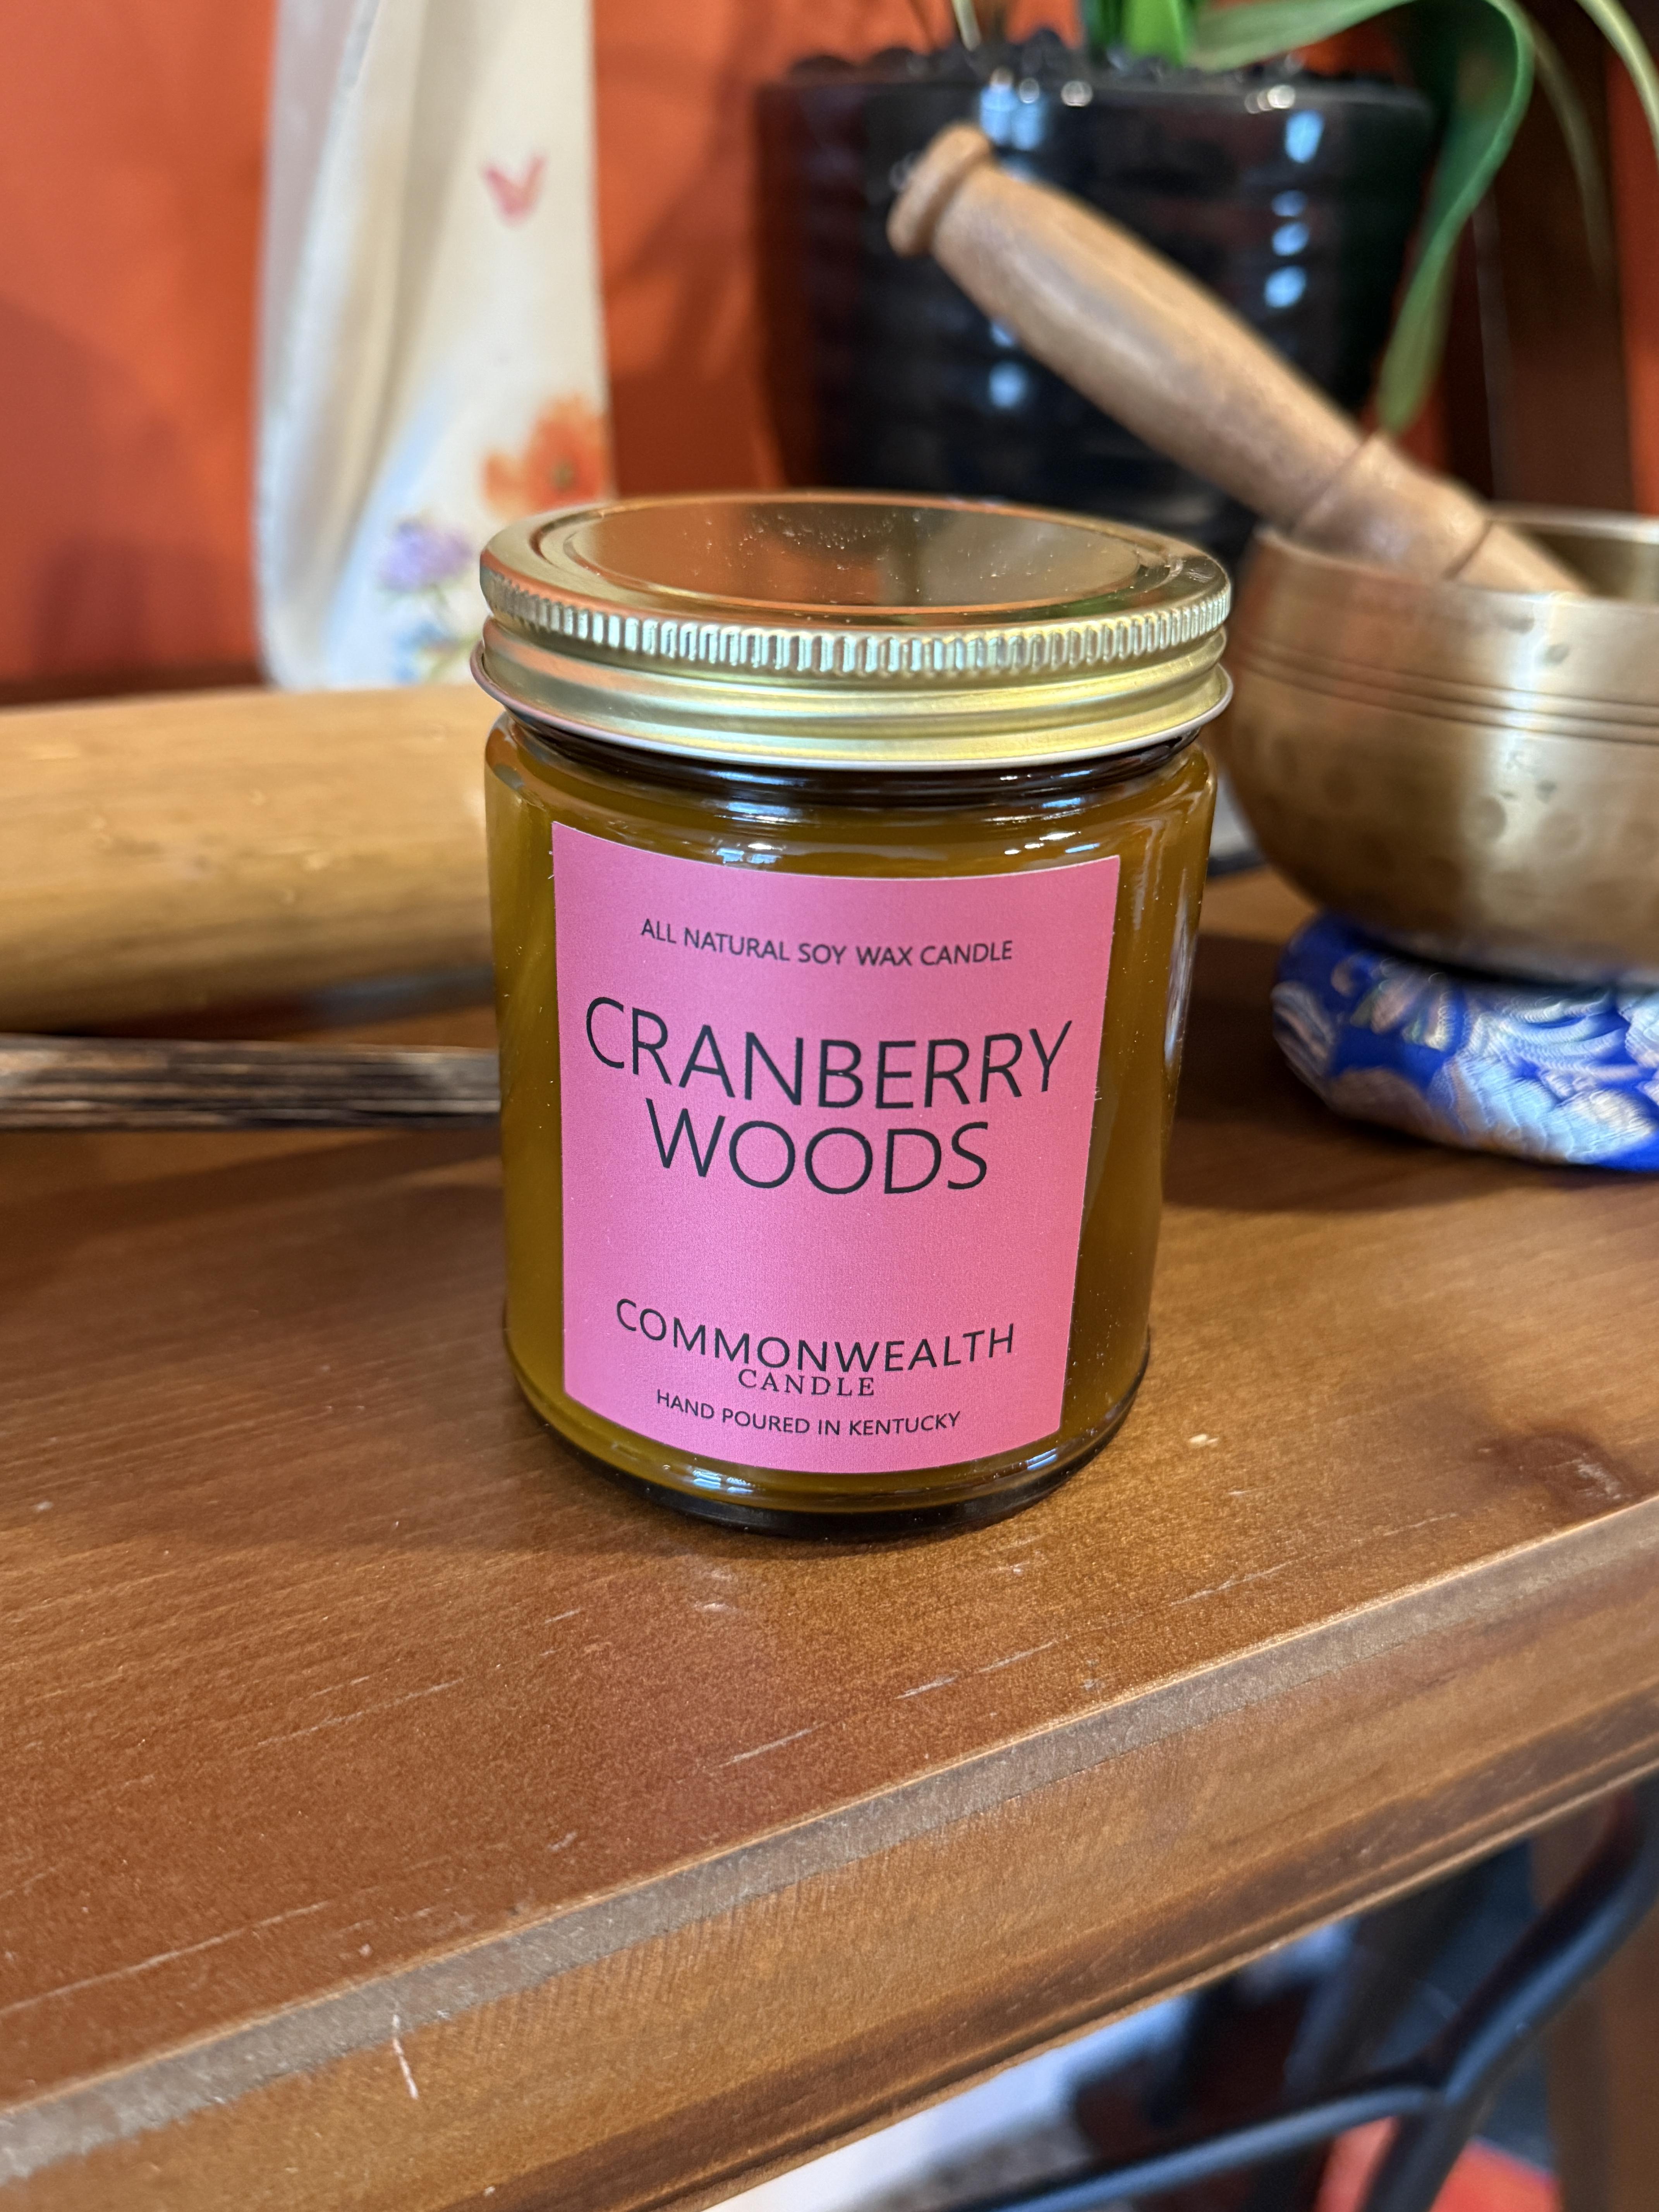 ALL NATURAL SOY WAX CANDLE
CRANBERRY
WOODS
COMMONWEALTH
CANDLE
HAND POURED IN KENTUCKY